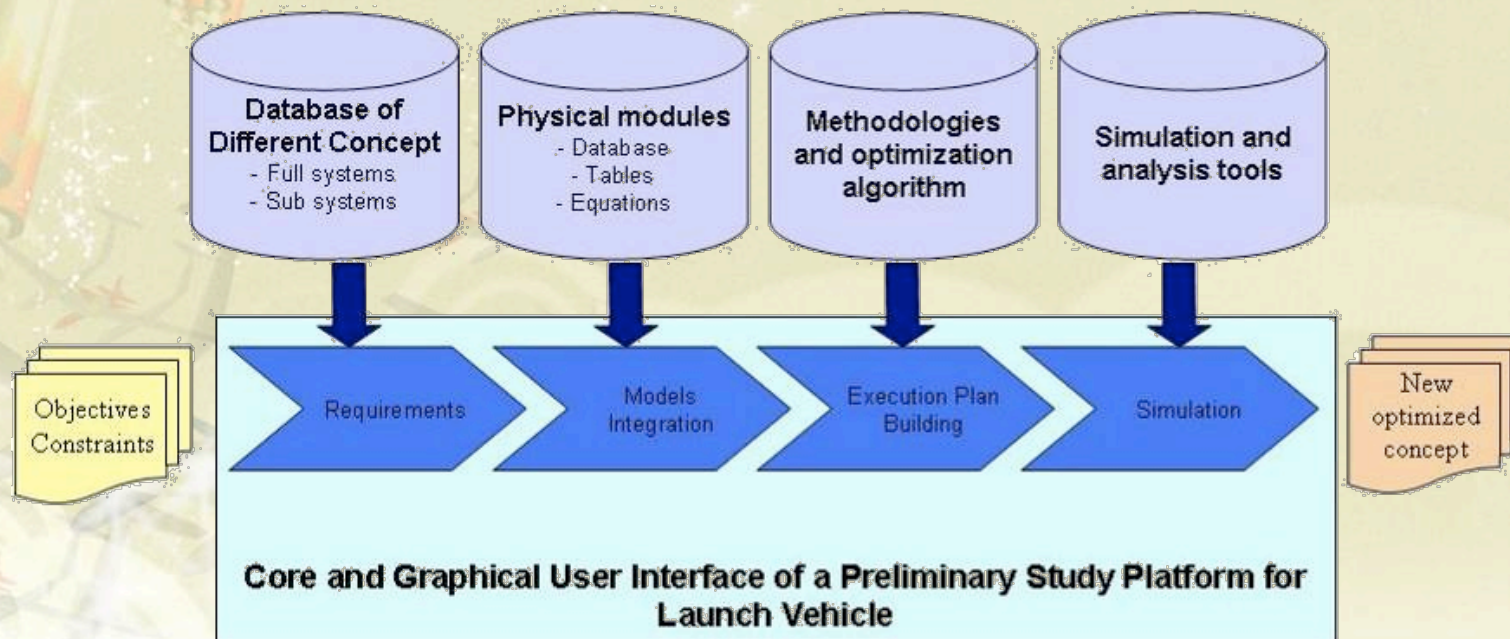 Database of
Different Concept
- Full systems
- Sub systems
Physical modules
- Database
- Tables
- Equations
Methodologies
and optimization
algorithm
Simulation and
analysis tools
Objectives
Constraints
Requirements
Models
Integration
Execution Plan
Building
Simulation
New
optimized
concept
Core and Graphical User Interface of a Preliminary Study Platform for
Launch Vehicle